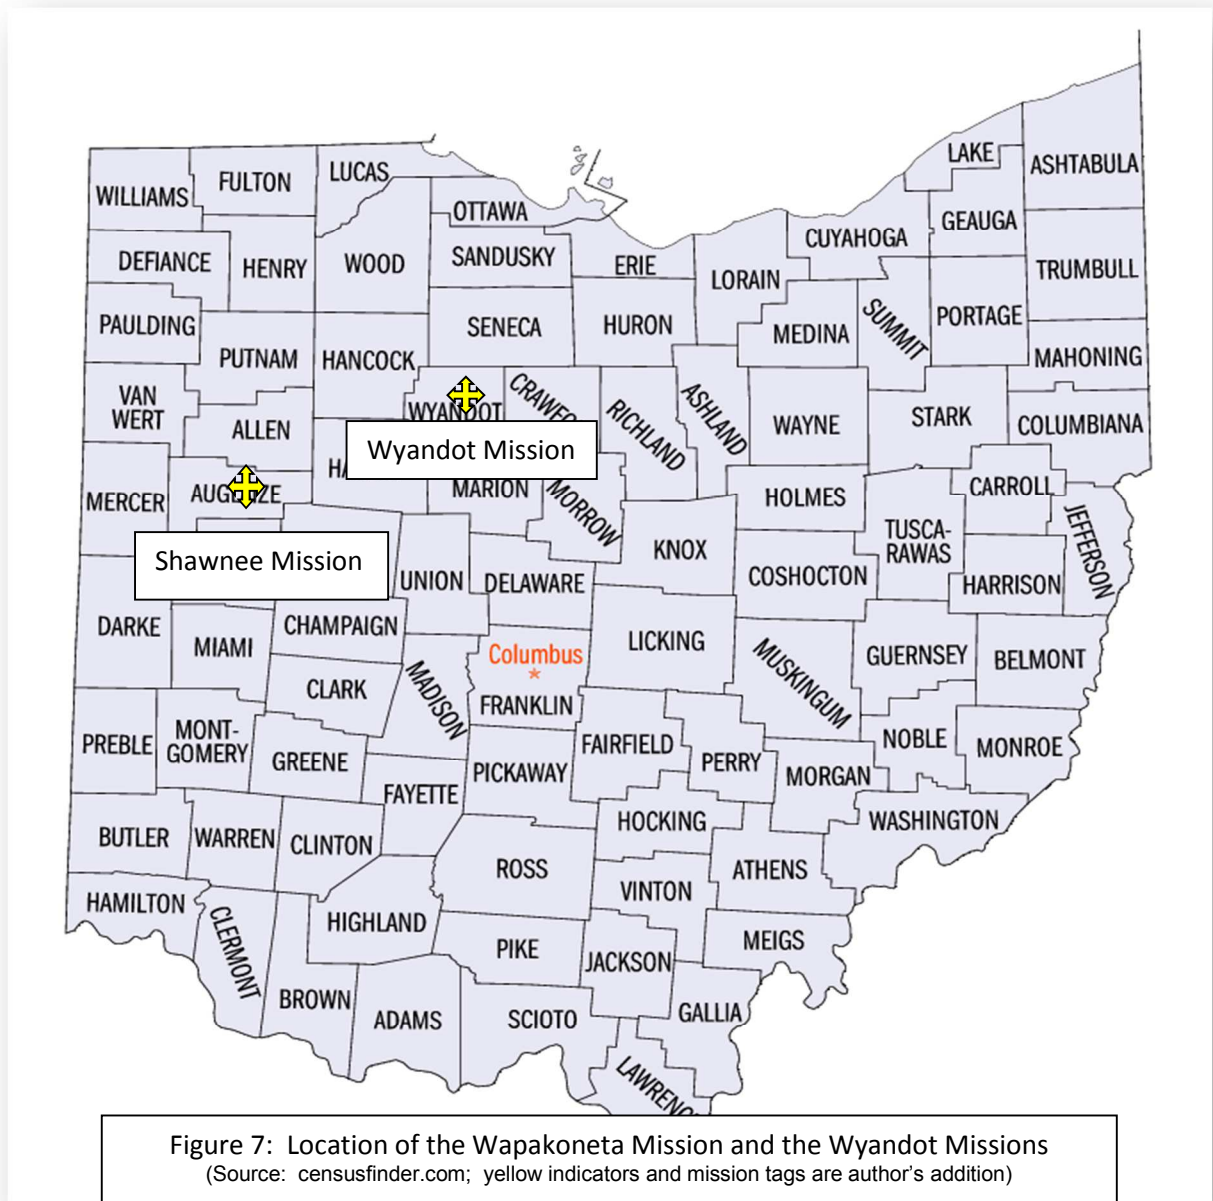 LAKE
ASHTABULA
LUCAS
FULTON
WILLIAMS
OTTAWA
GEAUGA
CUYAHOGA
SANDUSKY
DEFIANCE
HENRY
WOOD
ERIE
LORAIN
TRUMBULL
PAULDING
SENECA
HURON
MEDINA
SUMMIT
PORTAGE
PUTNAM
HANCOCK
MAHONING
VAN
WERT
WYANDOT
CRAWFO
RICHLAND
ASHLAND
WAYNE
STARK
COLUMBIANA
ALLEN
Wyandot Mission
HA
MERCER
AUGLAIZE
MARION
MORROW
HOLMES
CARROLL
JEFFERSON
TUSCA-
RAWAS
Shawnee Mission
KNOX
UNION
DELAWARE
COSHOCTON
HARRISON
DARKE
CHAMPAIGN
MIAMI
LICKING
Columbus
*
GUERNSEY
BELMONT
MUSKINGUM
CLARK
MADISON
FRANKLIN
PREBLE
MONT-
GOMERY
GREENE
FAIRFIELD
PERRY
NOBLE
MONROE
PICKAWAY
MORGAN
FAYETTE
BUTLER
WARREN
CLINTON
HOCKING
WASHINGTON
ROSS
ATHENS
VINTON
HAMILTON
CLERMONT
HIGHLAND
PIKE
JACKSON
MEIGS
BROWN
ADAMS
SCIOTO
GALLIA
LAWRENC
Figure 7: Location of the Wapakoneta Mission and the Wyandot Missions
(Source: censusfinder.com; yellow indicators and mission tags are author's addition)